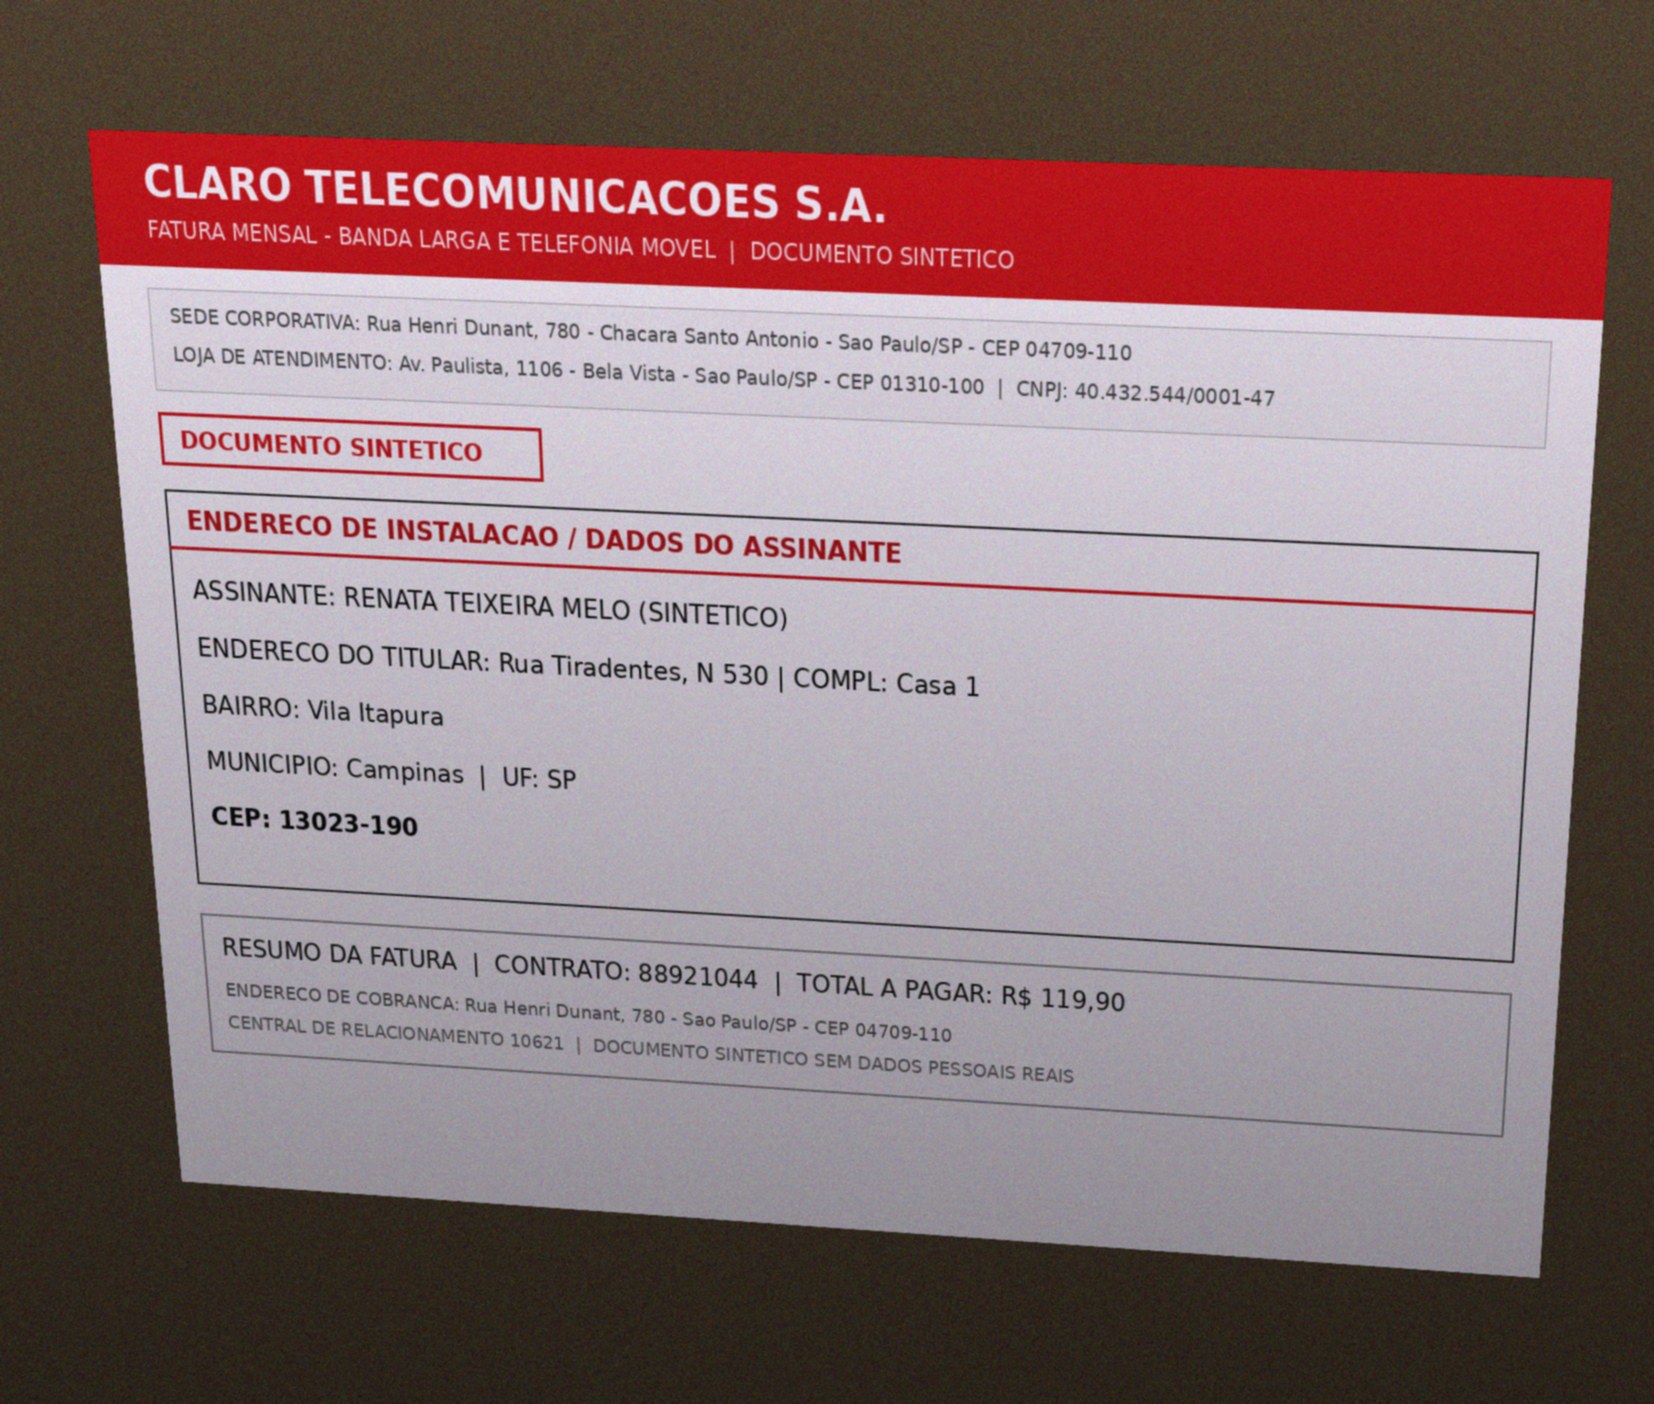 CLARO TELECOMUNICACOES S.A.
FATURA MENSAL - BANDA LARGA E TELEFONIA MOVEL | DOCUMENTO SINTETICO
SEDE CORPORATIVA: Rua Henri Dunant, 780 - Chacara Santo Antonio - Sao Paulo/SP - CEP 04709-110
LOJA DE ATENDIMENTO: Av. Paulista, 1106 - Bela Vista - Sao Paulo/SP - CEP 01310-100 | CNPJ: 40.432.544/0001-47
DOCUMENTO SINTETICO
ENDERECO DE INSTALACAO / DADOS DO ASSINANTE
ASSINANTE: RENATA TEIXEIRA MELO (SINTETICO)
ENDERECO DO TITULAR: Rua Tiradentes, N 530 | COMPL: Casa 1
BAIRRO: Vila Itapura
MUNICIPIO: Campinas | UF: SP
CEP: 13023-190
RESUMO DA FATURA | CONTRATO: 88921044 | TOTAL A PAGAR: R$ 119,90
ENDERECO DE COBRANCA: Rua Henri Dunant, 780 - Sao Paulo/SP - CEP 04709-110
CENTRAL DE RELACIONAMENTO 10621 | DOCUMENTO SINTETICO SEM DADOS PESSOAIS REAIS